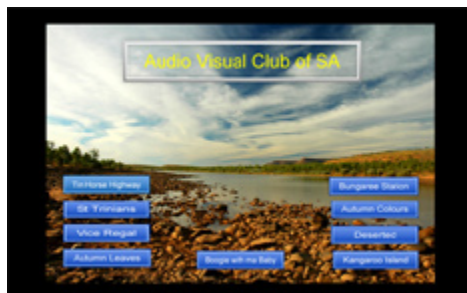 Audio Visual Club of SA
Tin Horse Highway
St Trinians
Vice Regal
Autumn Leaves
Boogie with ma Baby
Bungaree Station
Autumn Colours
Deserted
Kangaroo Island